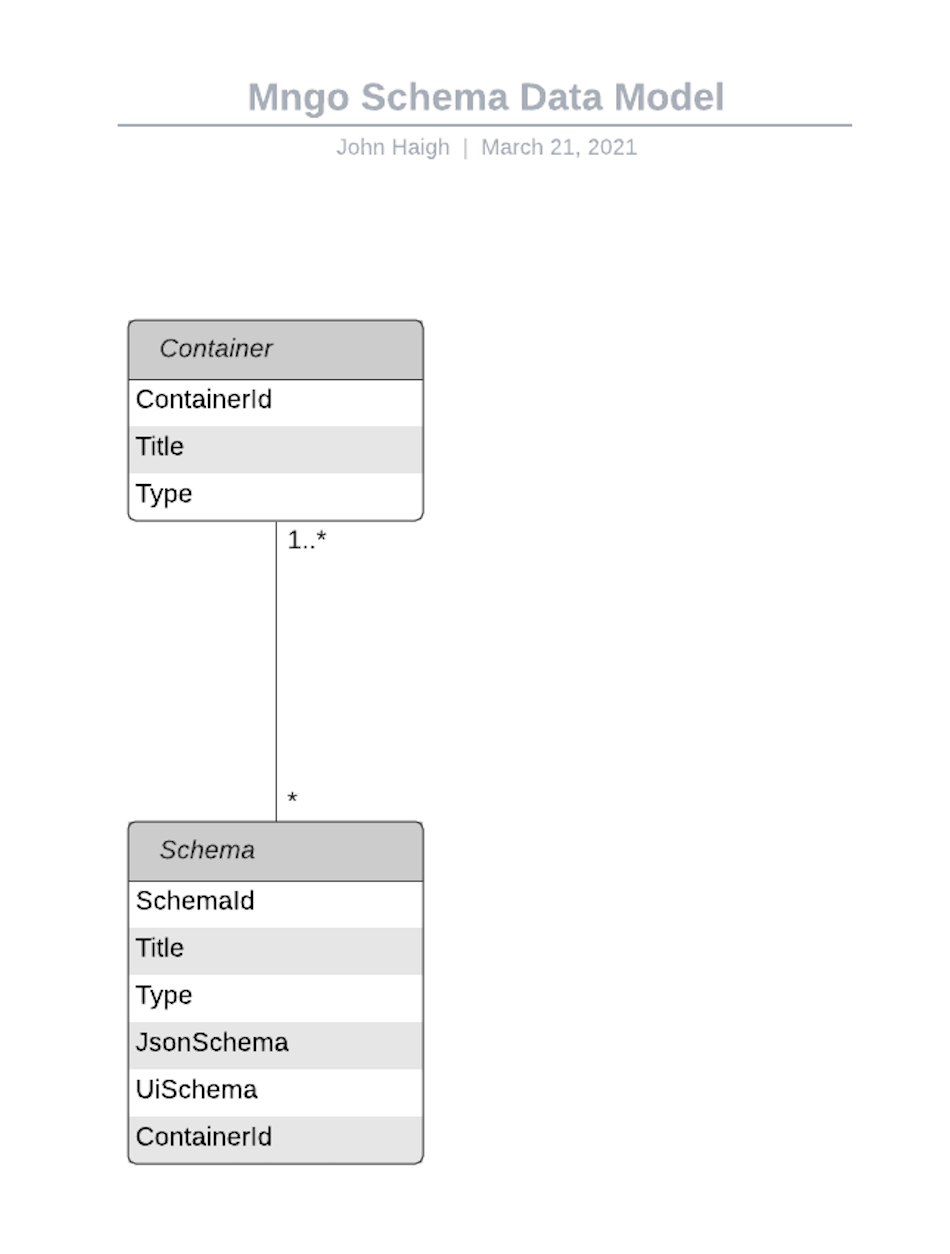 Mngo Schema Data Model
John Haigh | March 21, 2021
Container
ContainerId
Title
Type
1..*
*
Schema
SchemaId
Title
Type
JsonSchema
UiSchema
ContainerId